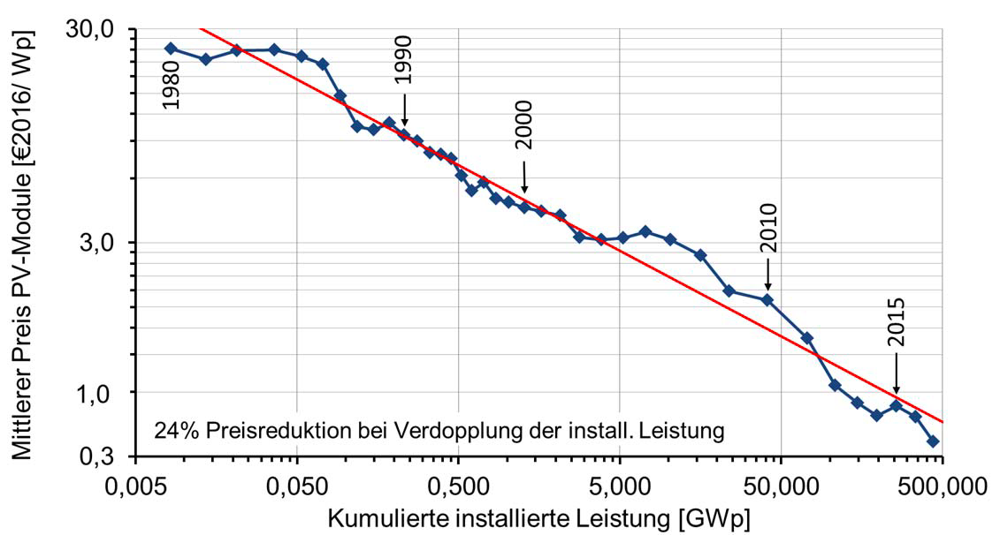 Mittlerer Preis PV-Module [€2016/ Wp]
30,0
3,0
1,0
0.3
1980
1990
2000
2010
2015
24% Preisreduktion bei Verdopplung der install. Leistung
0,005 0,050 0,500 5,000 50,000 500,000
Kumulierte installierte Leistung [GWp]